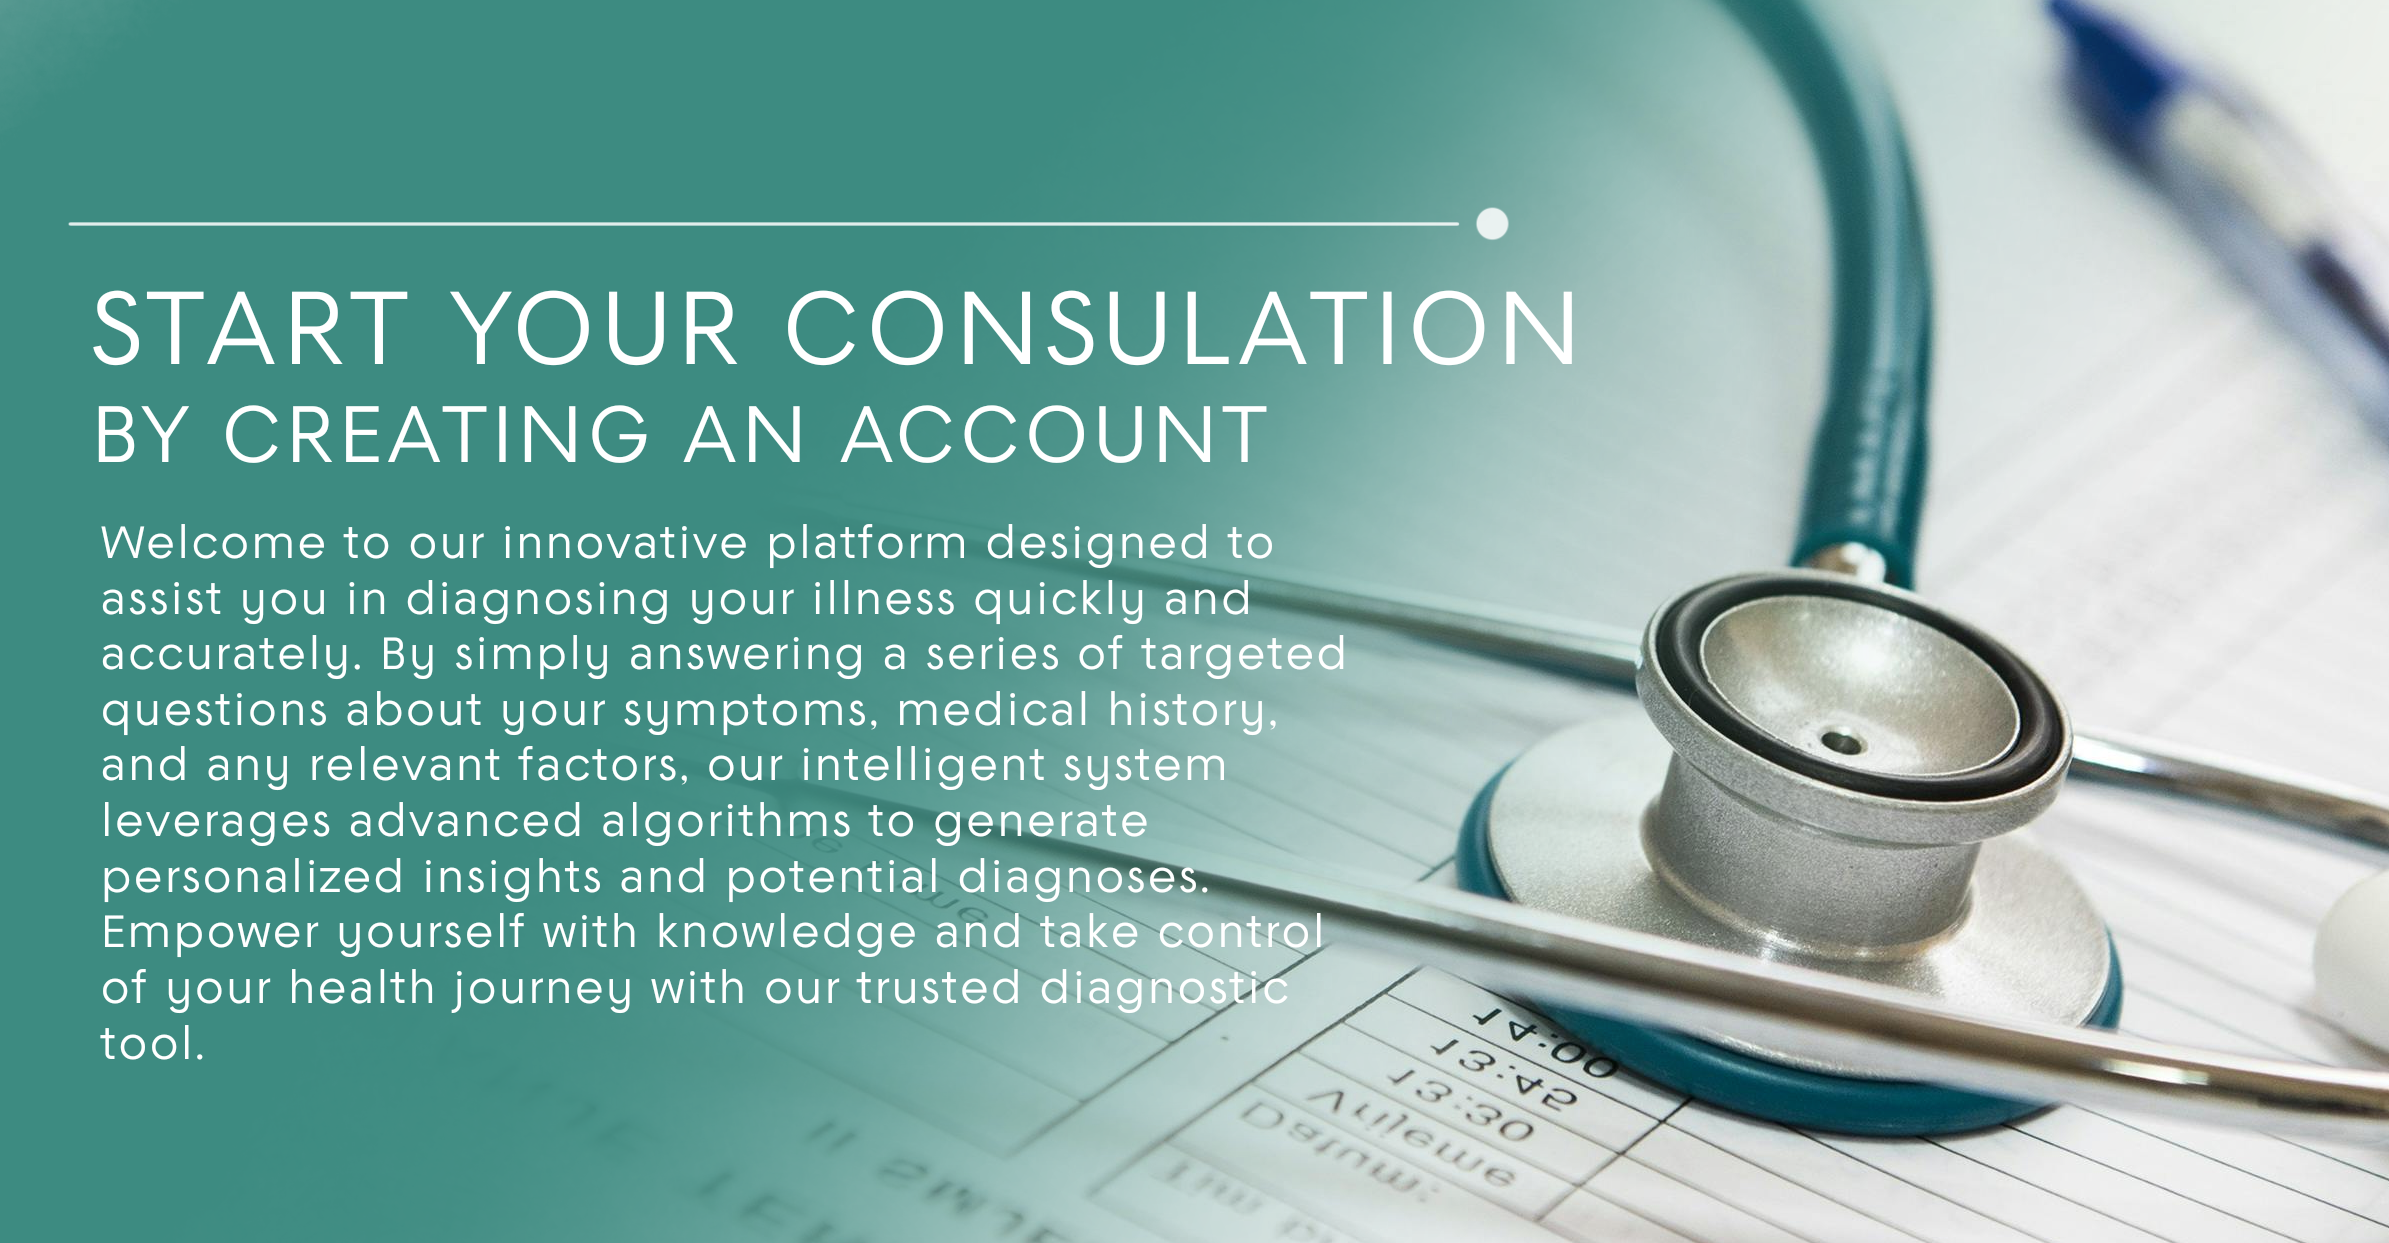 START YOUR CONSULATION
BY CREATING AN ACCOUNT
Welcome to our innovative platform designed to
assist you in diagnosing your illness quickly and
accurately. By simply answering a series of targeted
questions about your symptoms, medical history,
and any relevant factors, our intelligent system
leverages advanced algorithms to generate
personalized insights and potential diagnoses.
Empower yourself with knowledge and take control
of your health journey with our trusted diagnostic
tool.
14:00
13:45
13:30
Vrijeme
Datum: